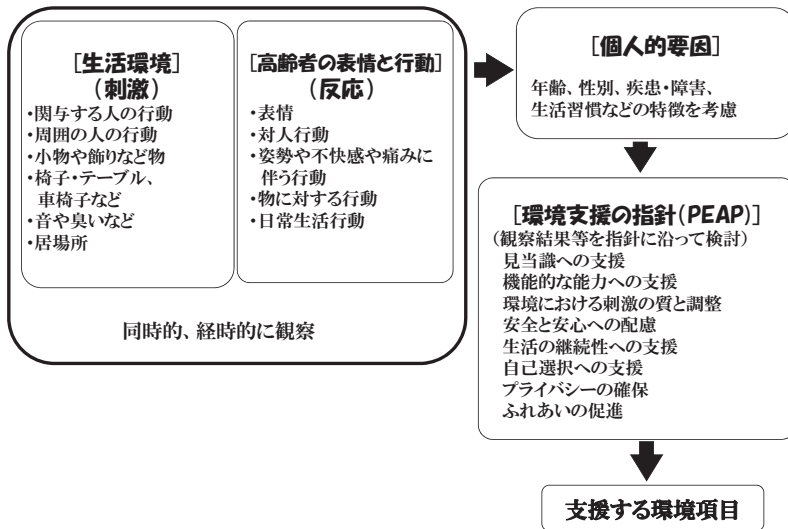 [生活環境]
(刺激)
・関与する人の行動
・周囲の人の行動
・小物や飾りなど物
・椅子・テーブル、
車椅子など
・音や臭いなど
・居場所
[高齢者の表情と行動]
(反応)
・表情
・対人行動
・姿勢や不快感や痛みに
伴う行動
・物に対する行動
・日常生活行動
同時的、経時的に観察
[個人的要因]
年齢、性別、疾患・障害、
生活習慣などの特徴を考慮
[環境支援の指針(PEAP)]
(観察結果等を指針に沿って検討)
見当識への支援
機能的な能力への支援
環境における刺激の質と調整
安全と安心への配慮
生活の継続性への支援
自己選択への支援
プライバシーの確保
ふれあいの促進
支援する環境項目